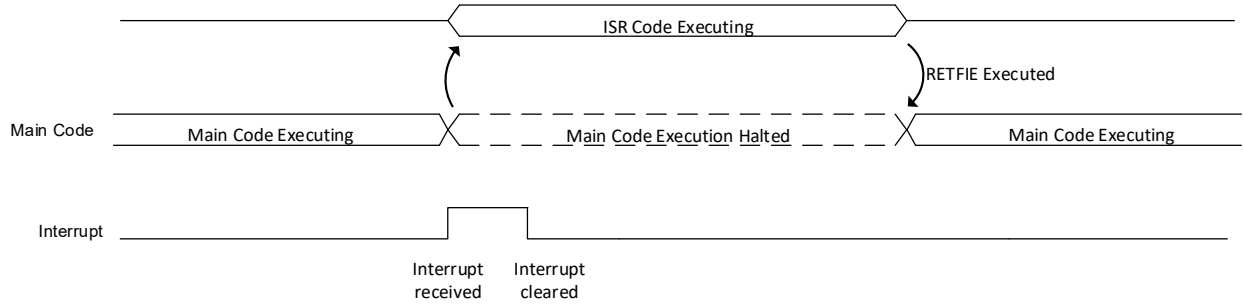 ISR Code Executing
RETFIE Executed
Main Code
Main Code Executing
Main Code Execution Halted
Main Code Executing
Interrupt
Interrupt
received
Interrupt
cleared